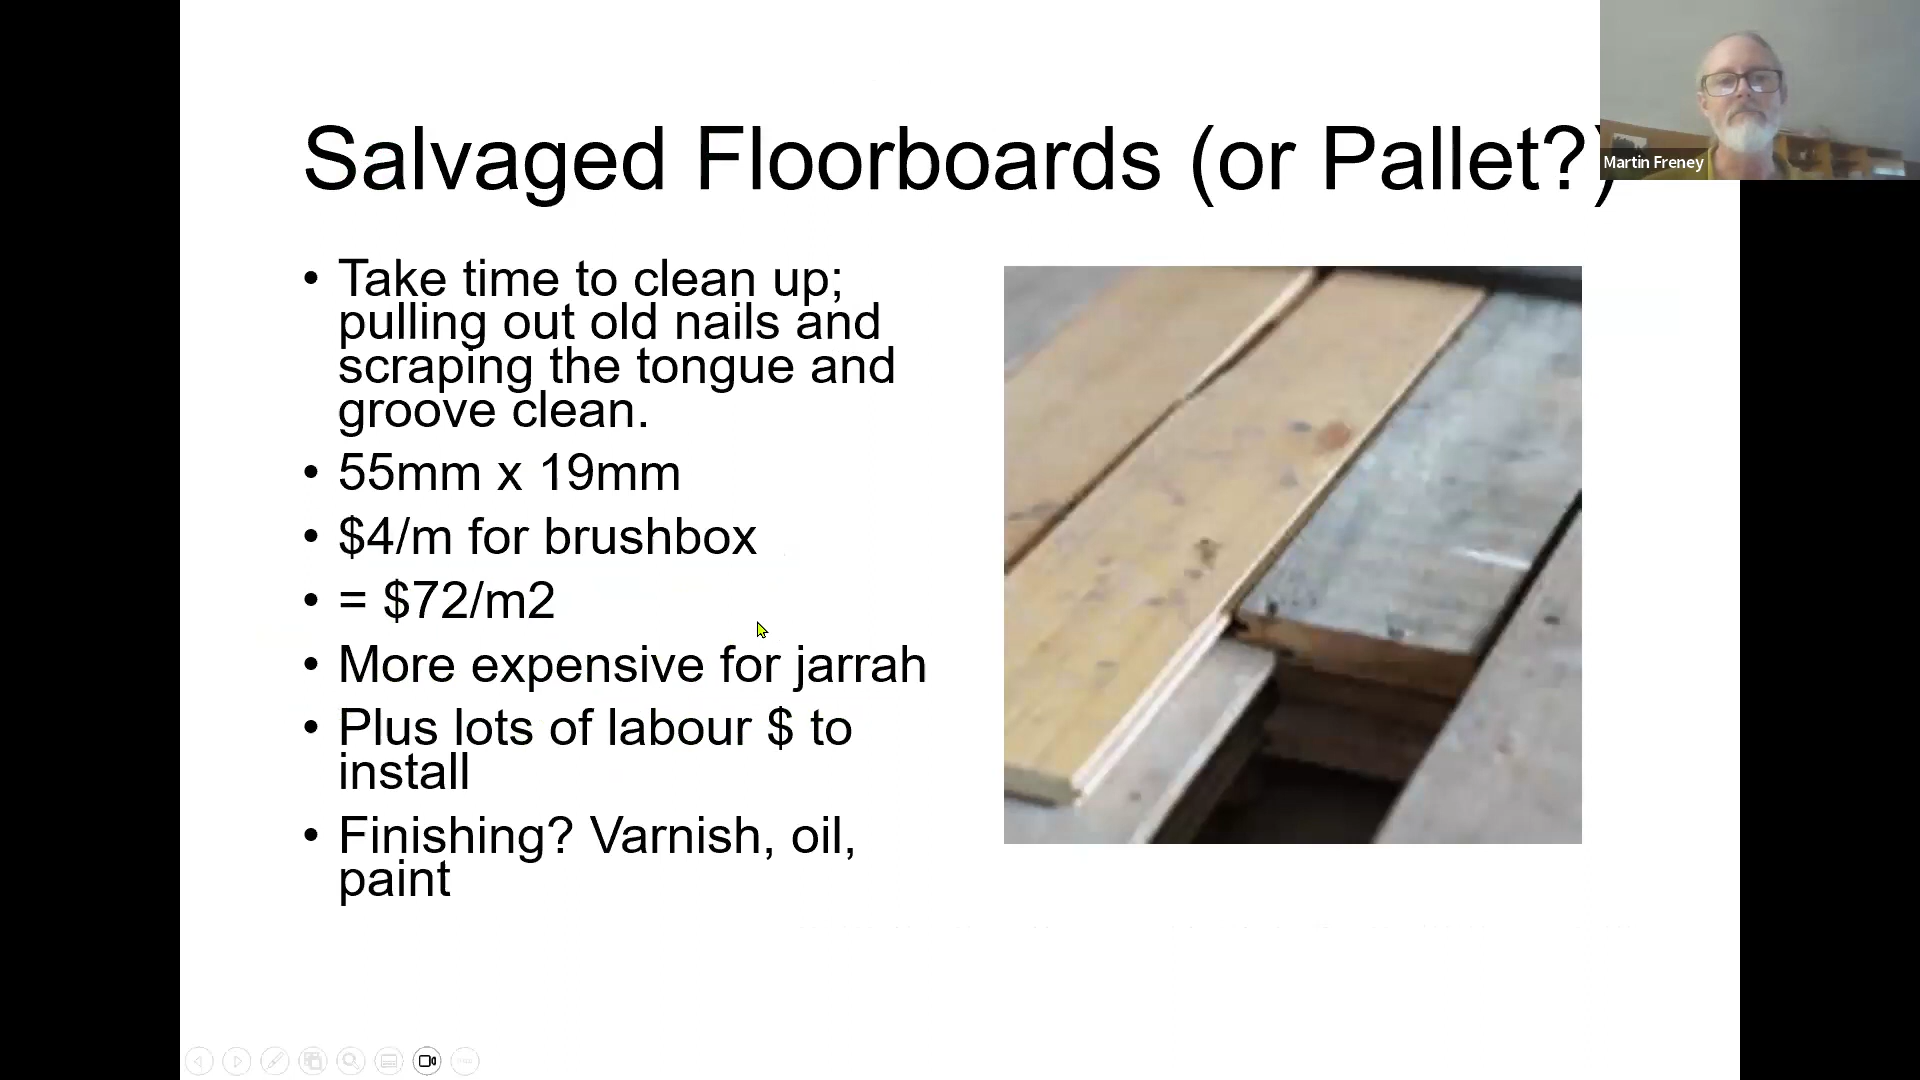 Salvaged Floorboards (or Pallet?)
Martin Freney
• Take time to clean up;
pulling out old nails and
scraping the tongue and
groove clean.
• 55mm x 19mm
• $4/m for brushbox
• = $72/m2
• More expensive for jarrah
• Plus lots of labour $ to
install
• Finishing? Varnish, oil,
paint